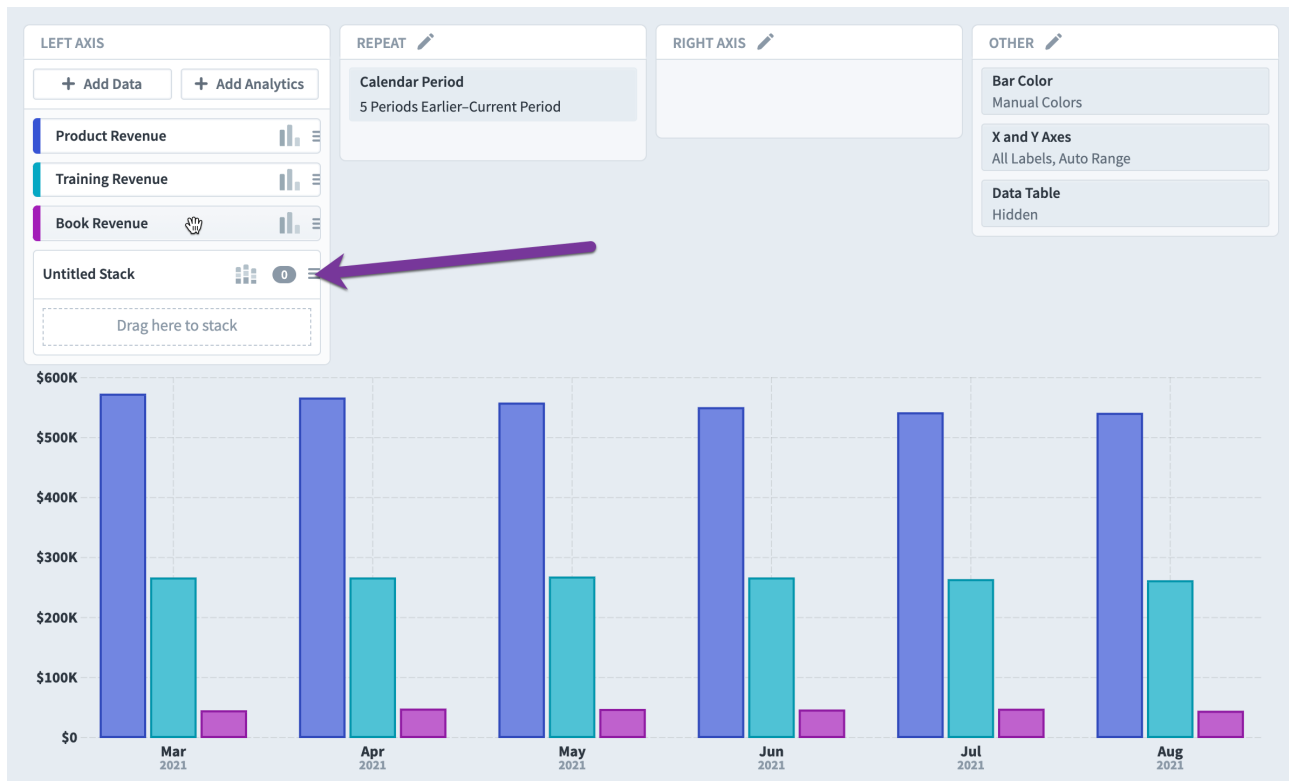 LEFT AXIS
Add Data
Add Analytics
Product Revenue
Training Revenue
Book Revenue
Untitled Stack
0
Drag here to stack
REPEAT
Calendar Period
5 Periods Earlier–Current Period
RIGHT AXIS
OTHER
Bar Color
Manual Colors
X and Y Axes
All Labels, Auto Range
Data Table
Hidden
$600K
$500K
$400K
$300K
$200K
$100K
$0
Mar
2021
Apr
2021
May
2021
Jun
2021
Jul
2021
Aug
2021